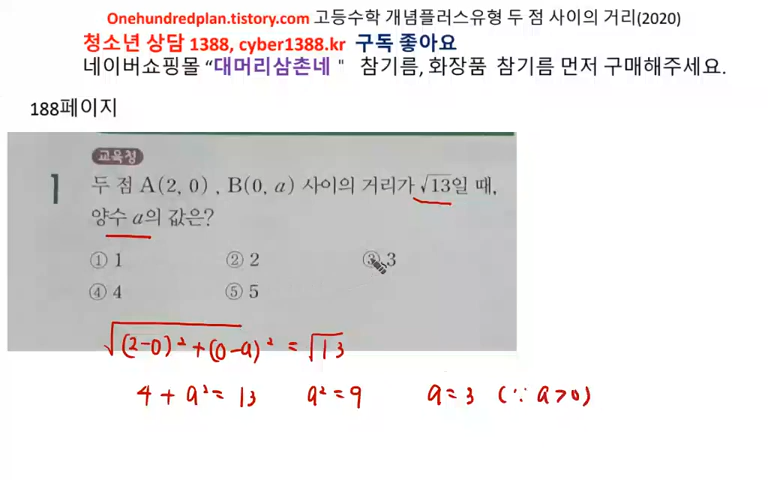 Onehundredplan.tistory.com 고등수학 개념플러스유형 두 점 사이의 거리(2020)
청소년 상담 1388, cyber1388.kr 구독 좋아요
네이버쇼핑몰 “대머리삼촌네 " 참기름, 화장품 참기름 먼저 구매해주세요.
188페이지
교육청
1 두 점 A(2, 0), B(0, a) 사이의 거리가 √13일 때,
양수 a의 값은?
① 1 ② 2 ③ 3
④ 4 ⑤ 5
√(2-0)²+(0-a)² = √13
4 + a² = 13 a² = 9 a = 3 (∵ a>0)